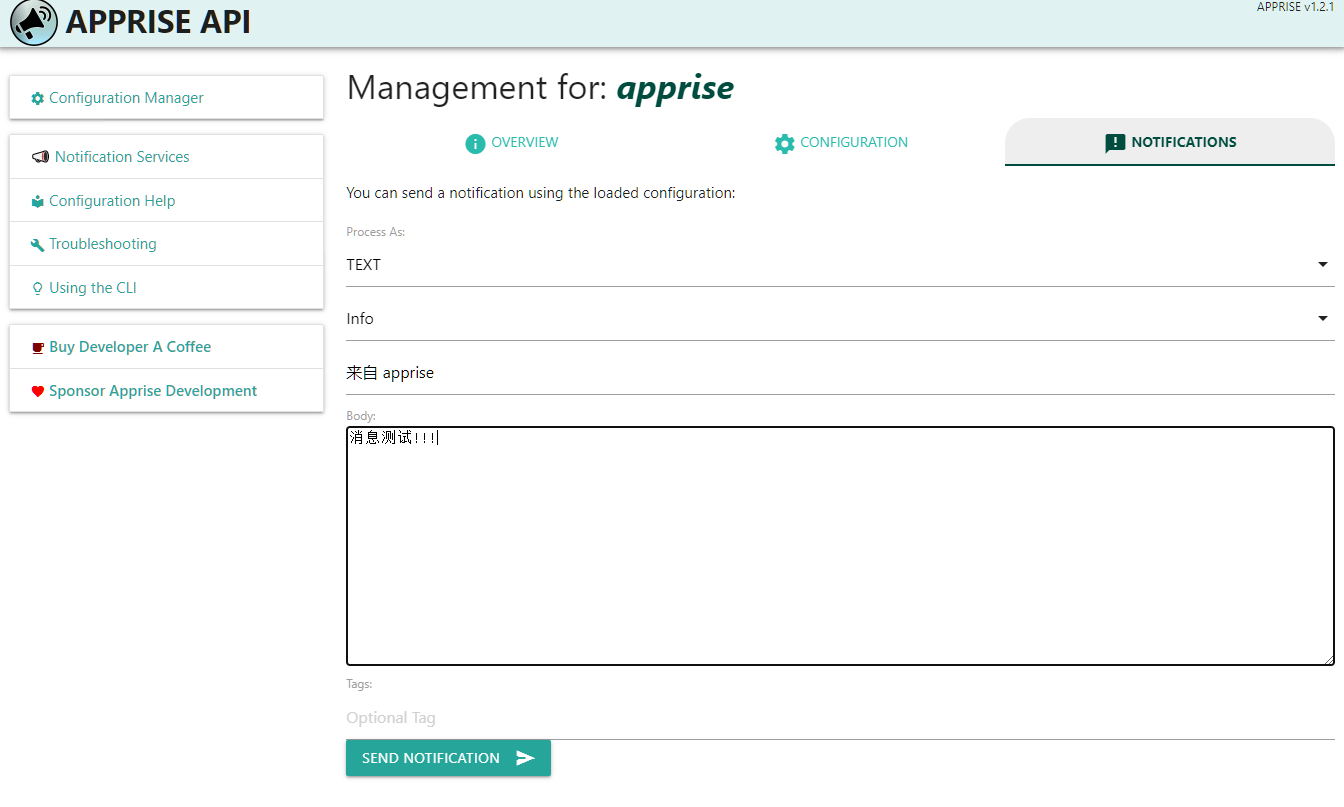 APPRISE API
APPRISE v1.2.1
Configuration Manager
Notification Services
Configuration Help
Troubleshooting
Using the CLI
Buy Developer A Coffee
Sponsor Apprise Development
Management for: apprise
OVERVIEW
CONFIGURATION
NOTIFICATIONS
You can send a notification using the loaded configuration:
Process As:
TEXT
Info
来自 apprise
Body:
消息测试!!!
Tags:
Optional Tag
SEND NOTIFICATION